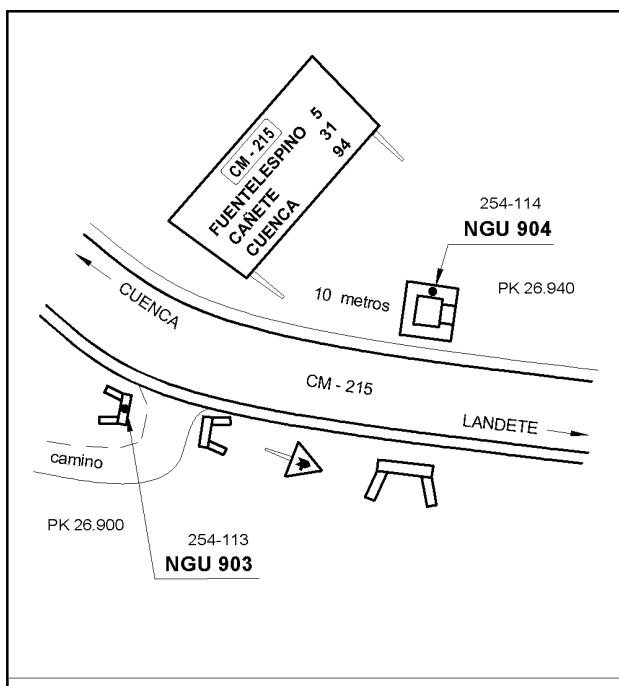 CM - 215
FUENTELESPINO 5
CAÑETE 31
CUENCA 94
254-114
NGU 904
PK 26.940
10 metros
CUENCA
CM - 215
LANDETE
camino
PK 26.900
254-113
NGU 903